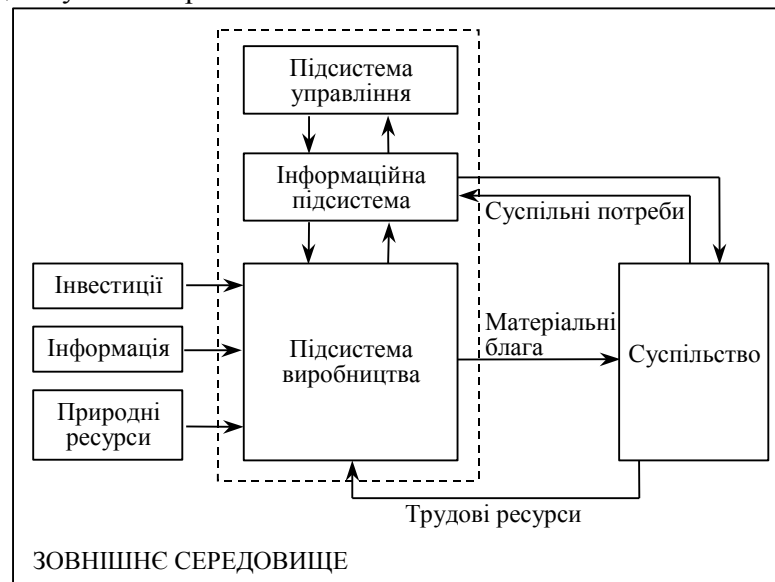 Підсистема
управління
Інформаційна
підсистема
Суспільні потреби
Інвестиції
Інформація
Природні
ресурси
Підсистема
виробництва
Матеріальні
блага
Суспільство
Трудові ресурси
ЗОВНІШНЄ СЕРЕДОВИЩЕ